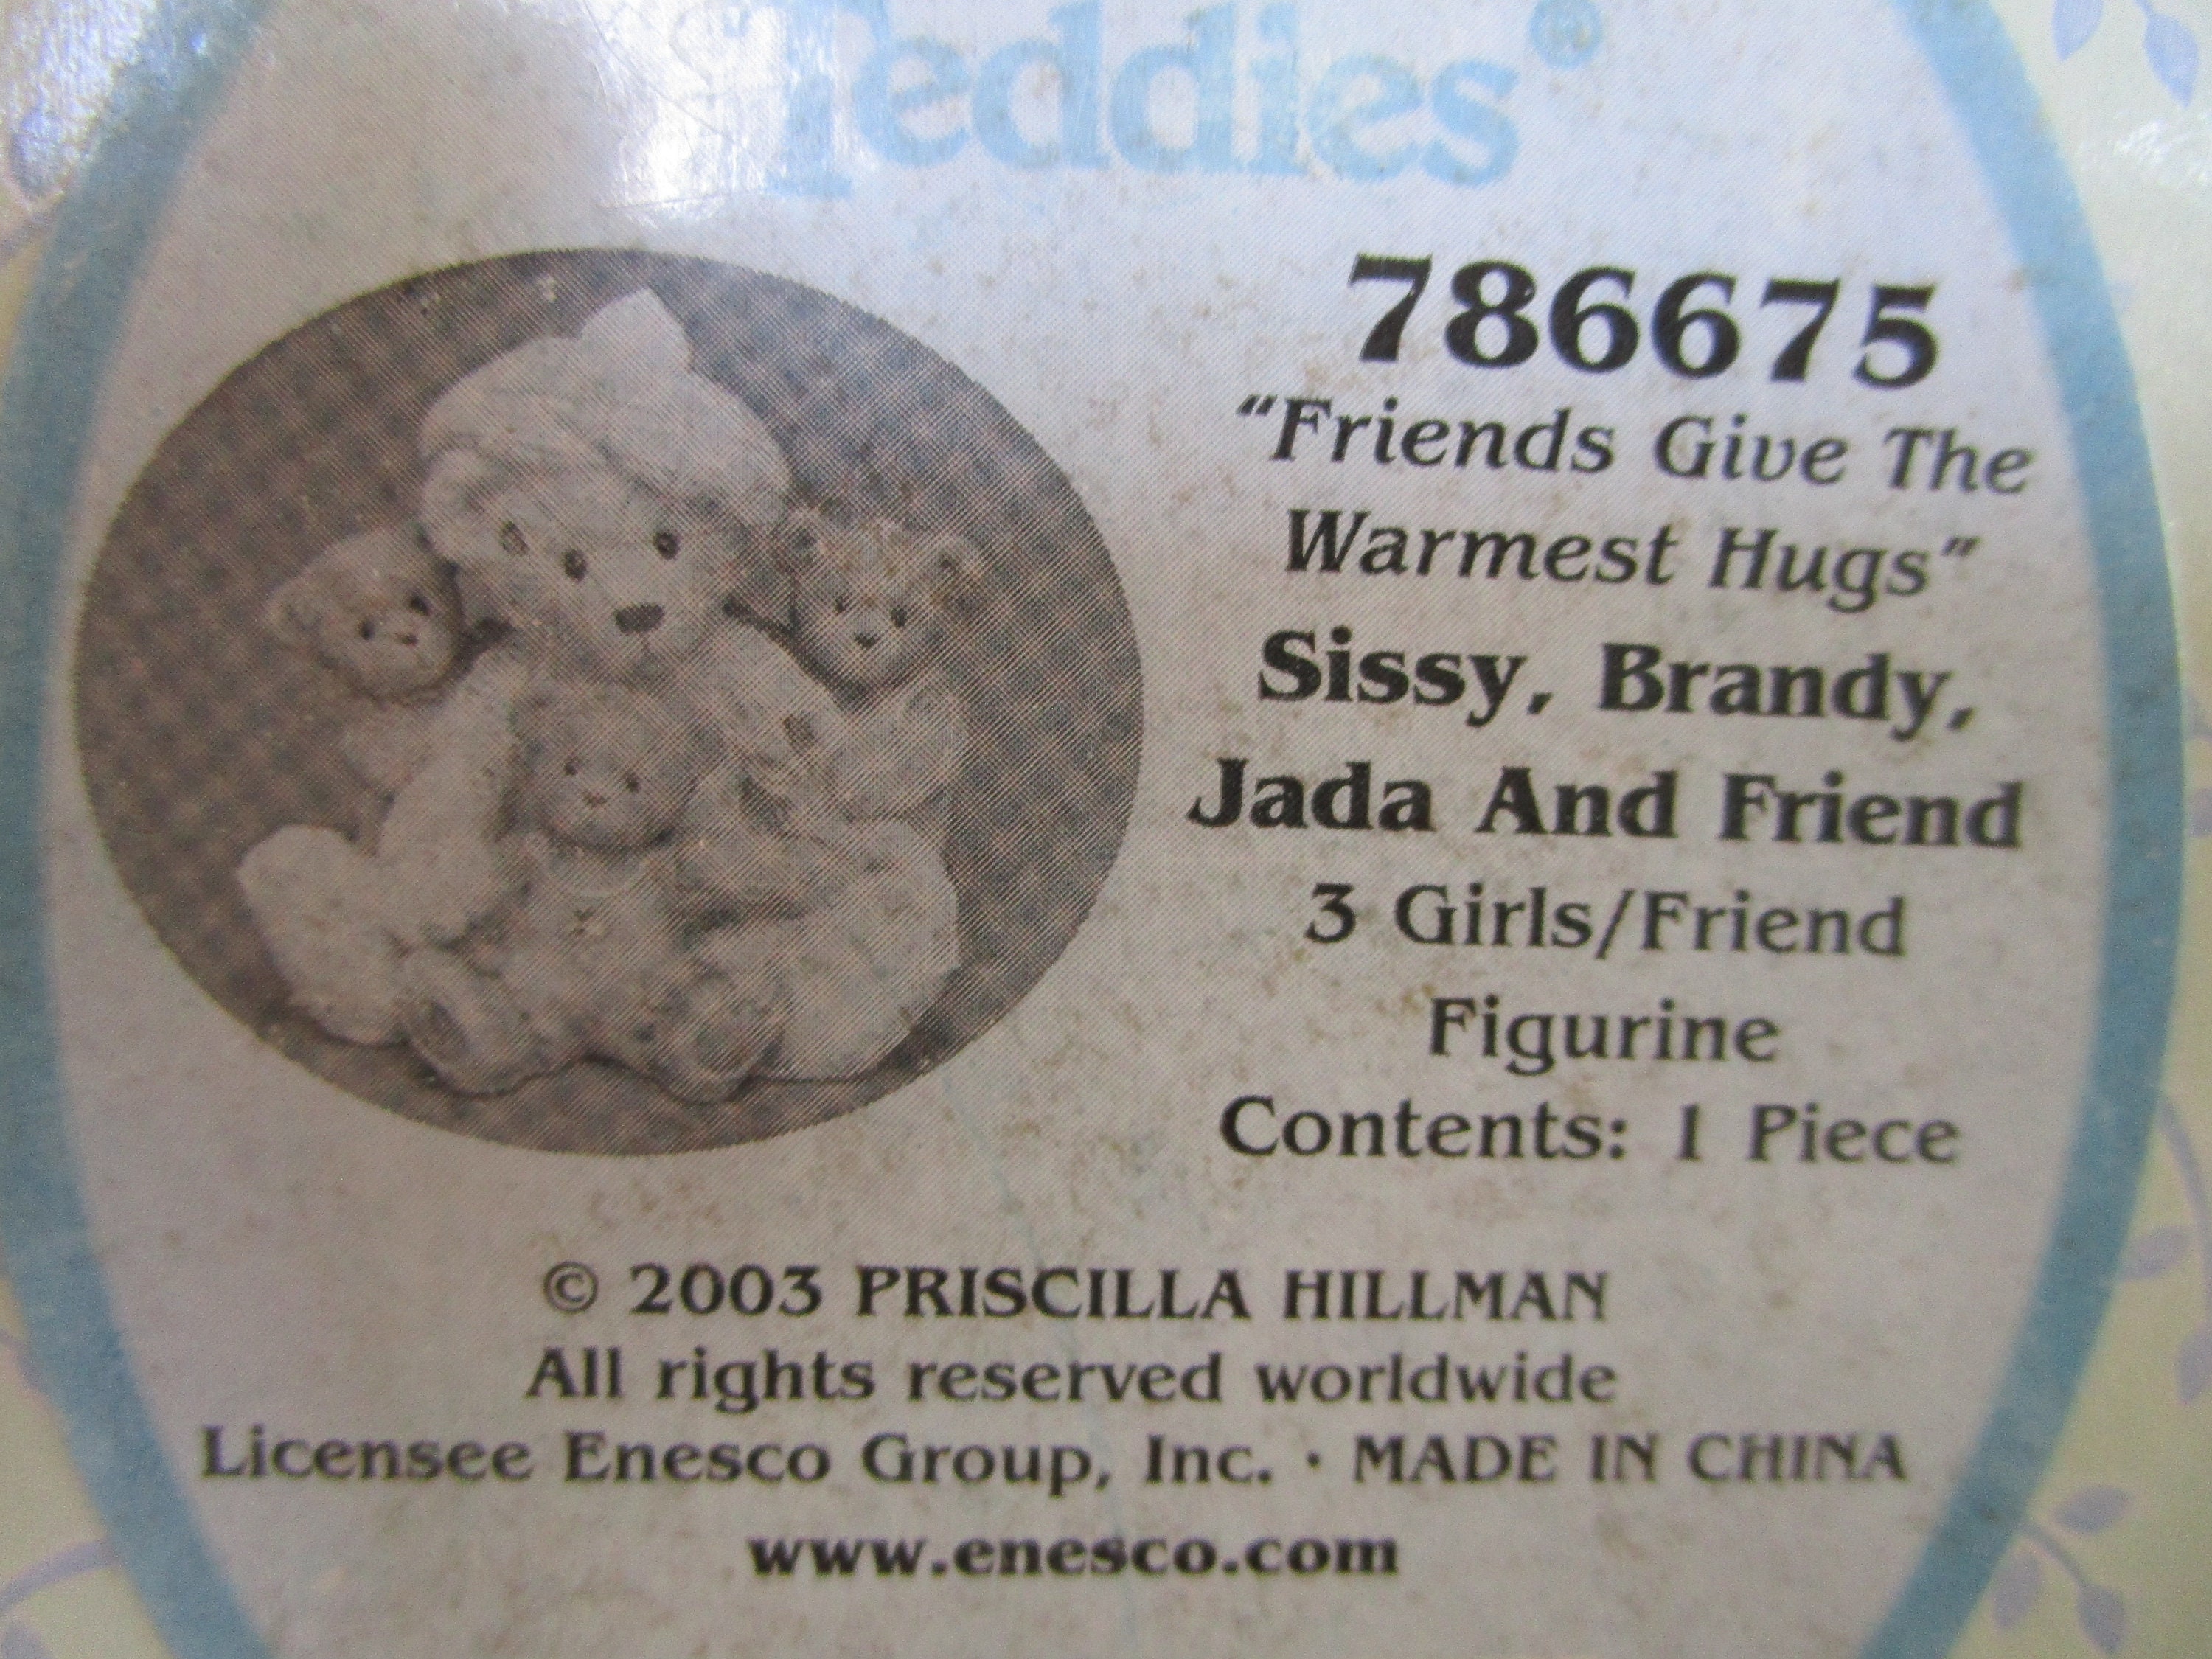 Teddies®
786675
"Friends Give The
Warmest Hugs"
Sissy, Brandy,
Jada And Friend
3 Girls/Friend
Figurine
Contents: 1 Piece
© 2003 PRISCILLA HILLMAN
All rights reserved worldwide
Licensee Enesco Group, Inc. · MADE IN CHINA
www.enesco.com